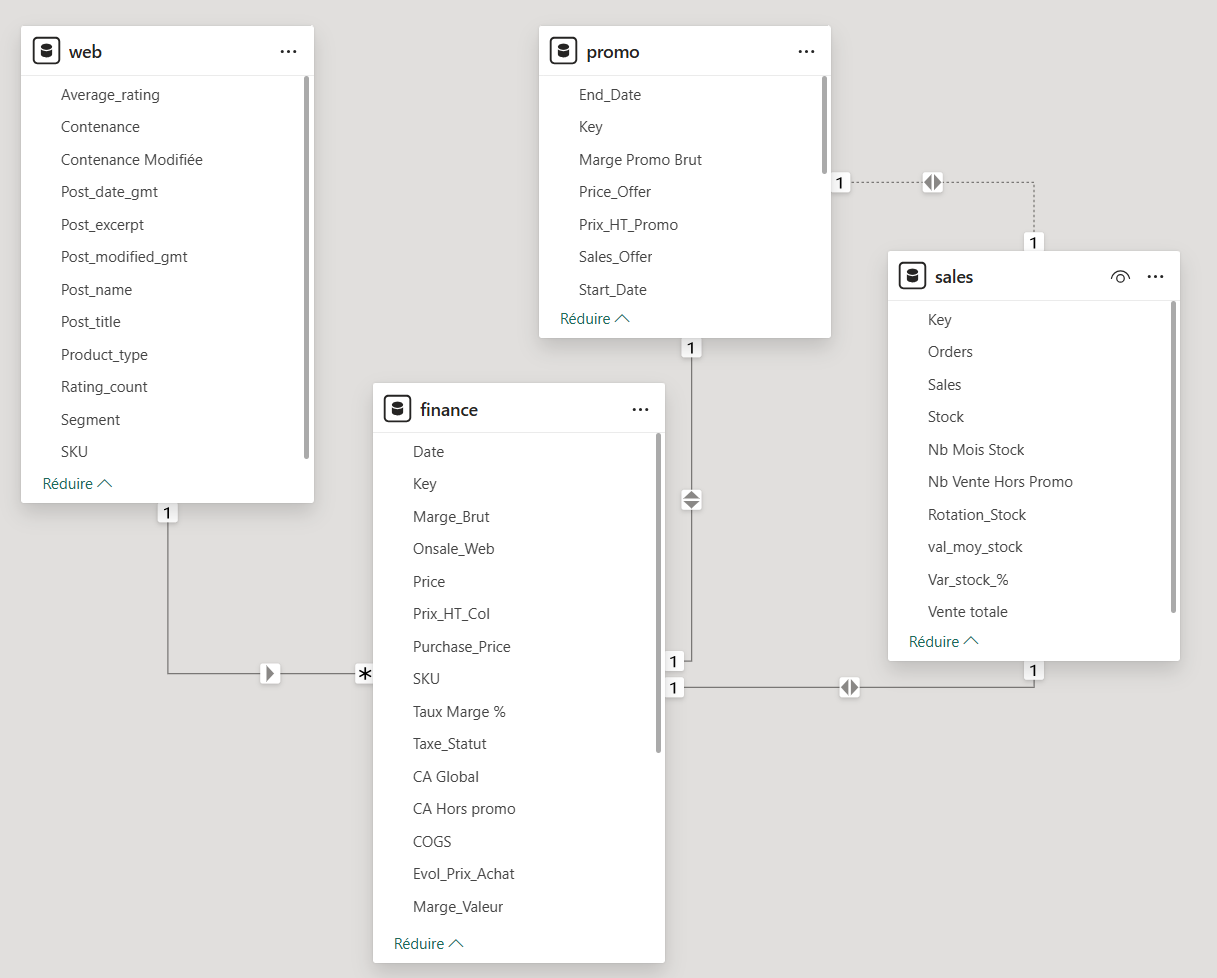 web
Average_rating
Contenance
Contenance Modifiée
Post_date_gmt
Post_excerpt
Post_modified_gmt
Post_name
Post_title
Product_type
Rating_count
Segment
SKU
Réduire
1
*
promo
End_Date
Key
Marge Promo Brut
Price_Offer
Prix_HT_Promo
Sales_Offer
Start_Date
Réduire
1
1
1
finance
Date
Key
Marge_Brut
Onsale_Web
Price
Prix_HT_Col
Purchase_Price
SKU
Taux Marge %
Taxe_Statut
CA Global
CA Hors promo
COGS
Evol_Prix_Achat
Marge_Valeur
Réduire
1
1
sales
Key
Orders
Sales
Stock
Nb Mois Stock
Nb Vente Hors Promo
Rotation_Stock
val_moy_stock
Var_stock_%
Vente totale
Réduire
1